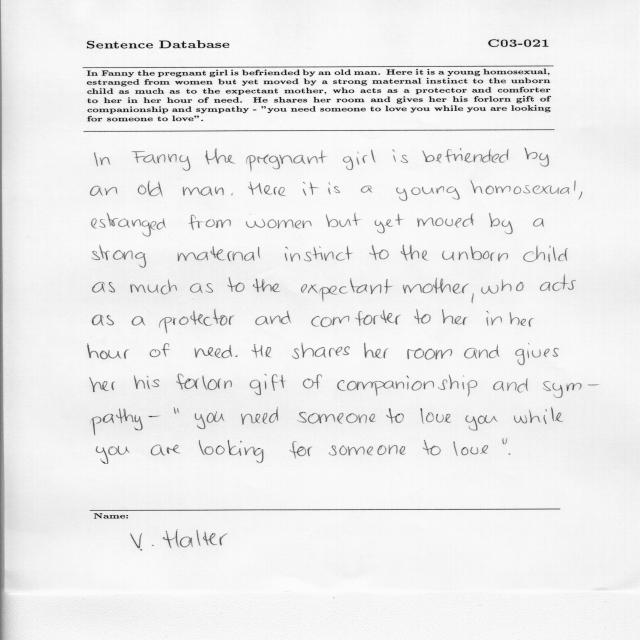 Sentence Database C03-021
In Fanny the pregnant girl is befriended by an old man. Here it is a young homosexual,
estranged from women but yet moved by a strong maternal instinct to the unborn
child as much as to the expectant mother, who acts as a protector and comforter
to her in her hour of need. He shares her room and gives her his forlorn gift of
companionship and sympathy - "you need someone to love you while you are looking
for someone to love".
In Fanny the pregnant girl is befriended by
an old man. Here it is a young homosexual,
estranged from women but yet moved by a
strong maternal instinct to the unborn child
as much as to the expectant mother, who acts
as a protector and comforter to her in her
hour of need. He shares her room and gives
her his forlorn gift of companionship and sym-
pathy - " you need someone to love you while
you are looking for someone to love ".
Name:
V. Halter